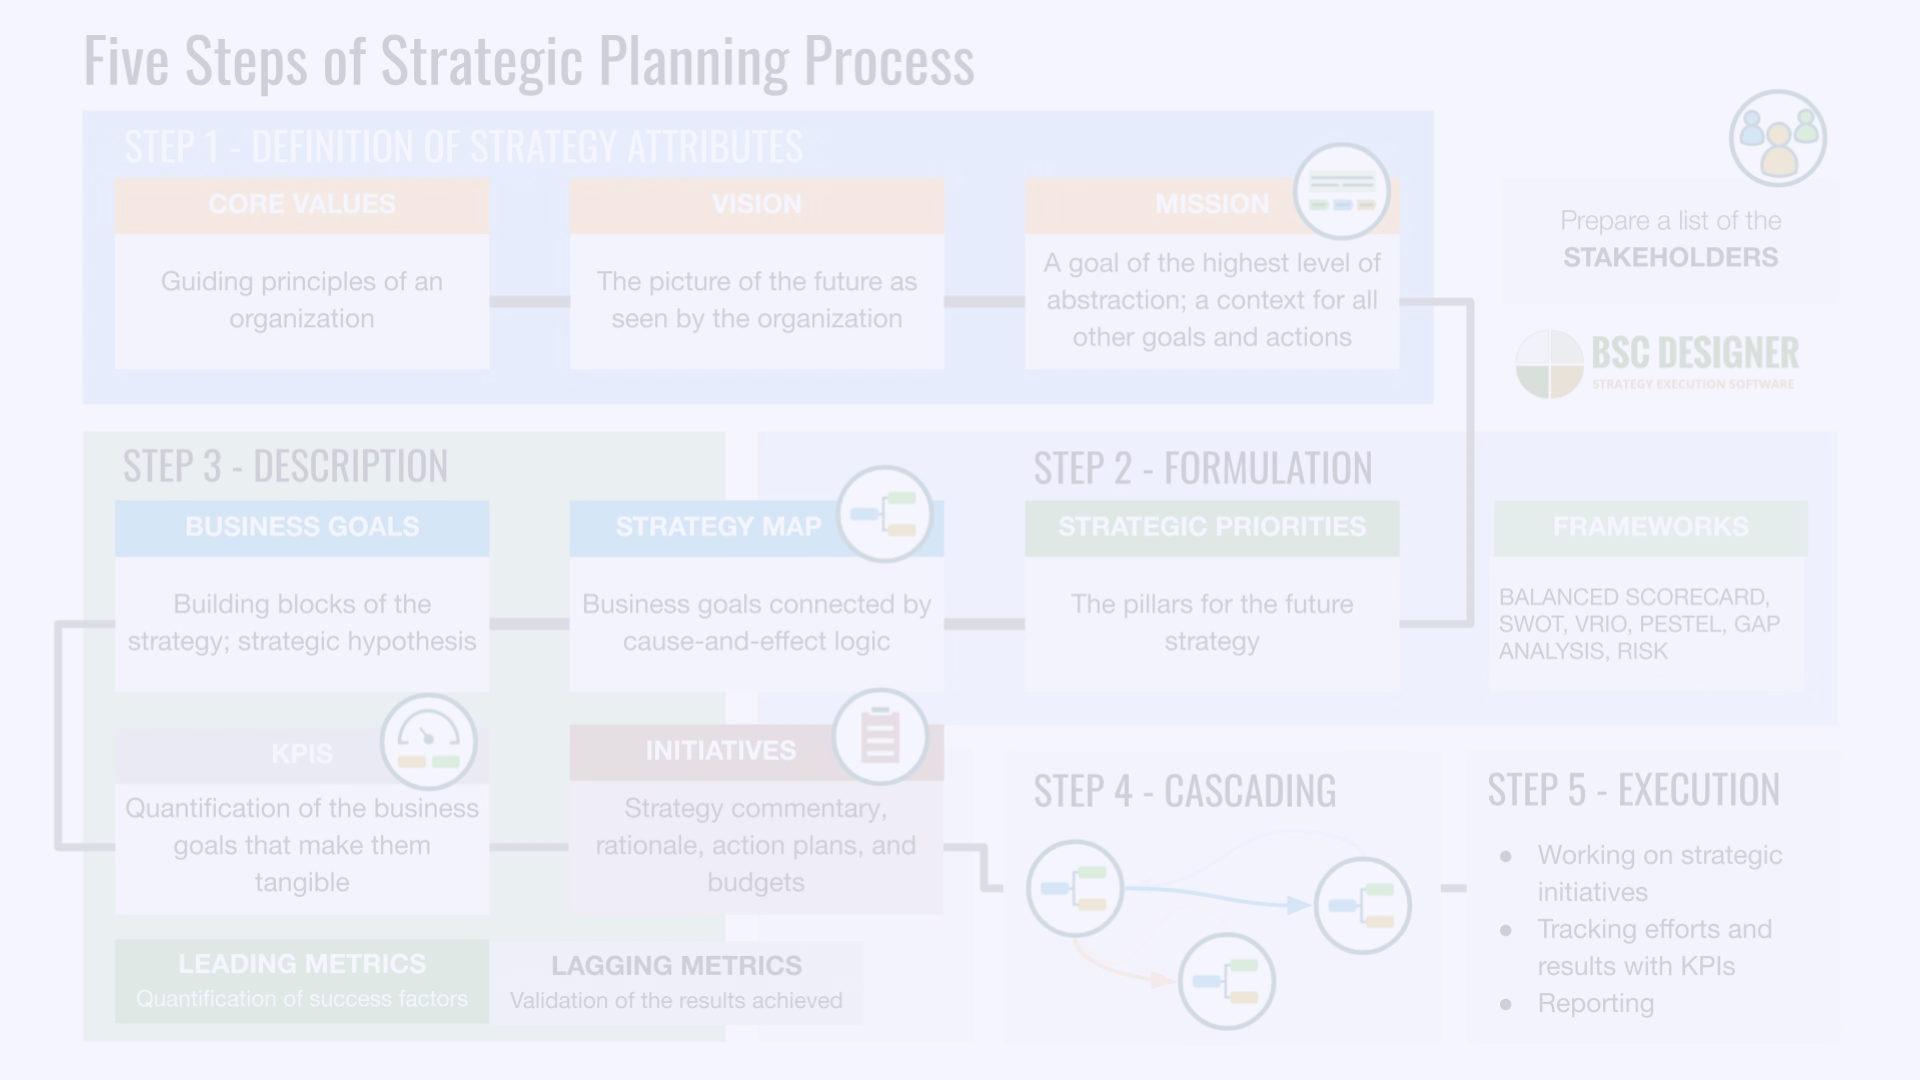 Five Steps of Strategic Planning Process
STEP 1 - DEFINITION OF STRATEGY ATTRIBUTES
CORE VALUES
Guiding principles of an
organization
VISION
The picture of the future as
seen by the organization
MISSION
A goal of the highest level of
abstraction; a context for all
other goals and actions
Prepare a list of the
STAKEHOLDERS
BSC DESIGNER
STRATEGY EXECUTION SOFTWARE
STEP 2 - FORMULATION
STRATEGIC PRIORITIES
The pillars for the future
strategy
FRAMEWORKS
BALANCED SCORECARD,
SWOT, VRIO, PESTEL, GAP
ANALYSIS, RISK
STEP 3 - DESCRIPTION
BUSINESS GOALS
Building blocks of the
strategy; strategic hypothesis
STRATEGY MAP
Business goals connected by
cause-and-effect logic
KPIS
Quantification of the business
goals that make them
tangible
INITIATIVES
Strategy commentary,
rationale, action plans, and
budgets
LEADING METRICS
Quantification of success factors
LAGGING METRICS
Validation of the results achieved
STEP 4 - CASCADING
STEP 5 - EXECUTION
● Working on strategic
initiatives
● Tracking efforts and
results with KPIs
● Reporting